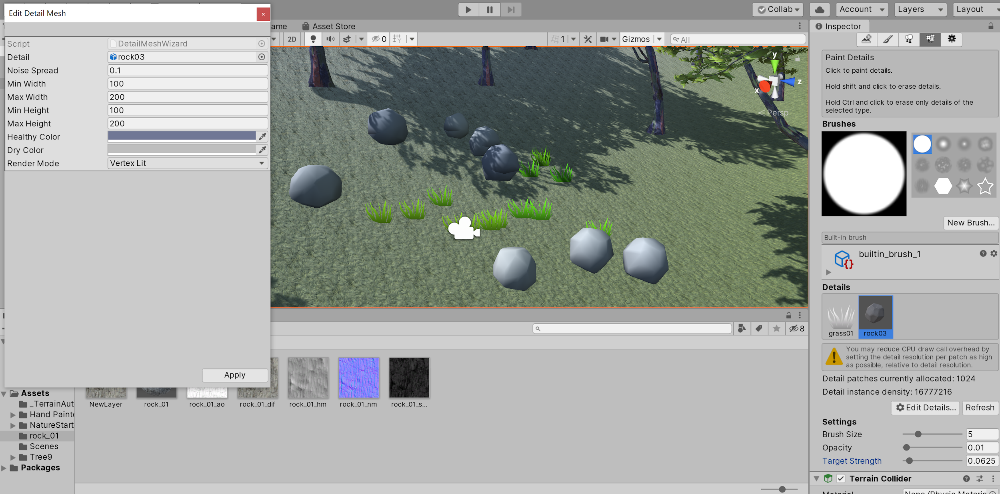 Edit Detail Mesh
Collab
Account
Layers
Layout
Asset Store
Inspector
2D
0
1
Gizmos
All
Script
DetailMeshWizard
Detail
rock03
Noise Spread
0.1
Min Width
100
Max Width
200
Min Height
100
Max Height
200
Healthy Color
Dry Color
Render Mode
Vertex Lit
Apply
y
z
x
Persp
Paint Details
Click to paint details.
Hold shift and click to erase details.
Hold Ctrl and click to erase only details of the
selected type.
Brushes
New Brush...
Built-in brush
builtin_brush_1
Details
grass01
rock03
You may reduce CPU draw call overhead by
setting the detail resolution per patch as high
as possible, relative to detail resolution.
Detail patches currently allocated: 1024
Detail instance density: 16777216
Edit Details...
Refresh
Settings
Brush Size
5
Opacity
0.01
Target Strength
0.0625
Terrain Collider
8
Assets
_TerrainAut
Hand Painte
NatureStart
rock_01
Scenes
Tree9
Packages
NewLayer
rock_01
rock_01_ao
rock_01_dif
rock_01_hm
rock_01_nm
rock_01_s...